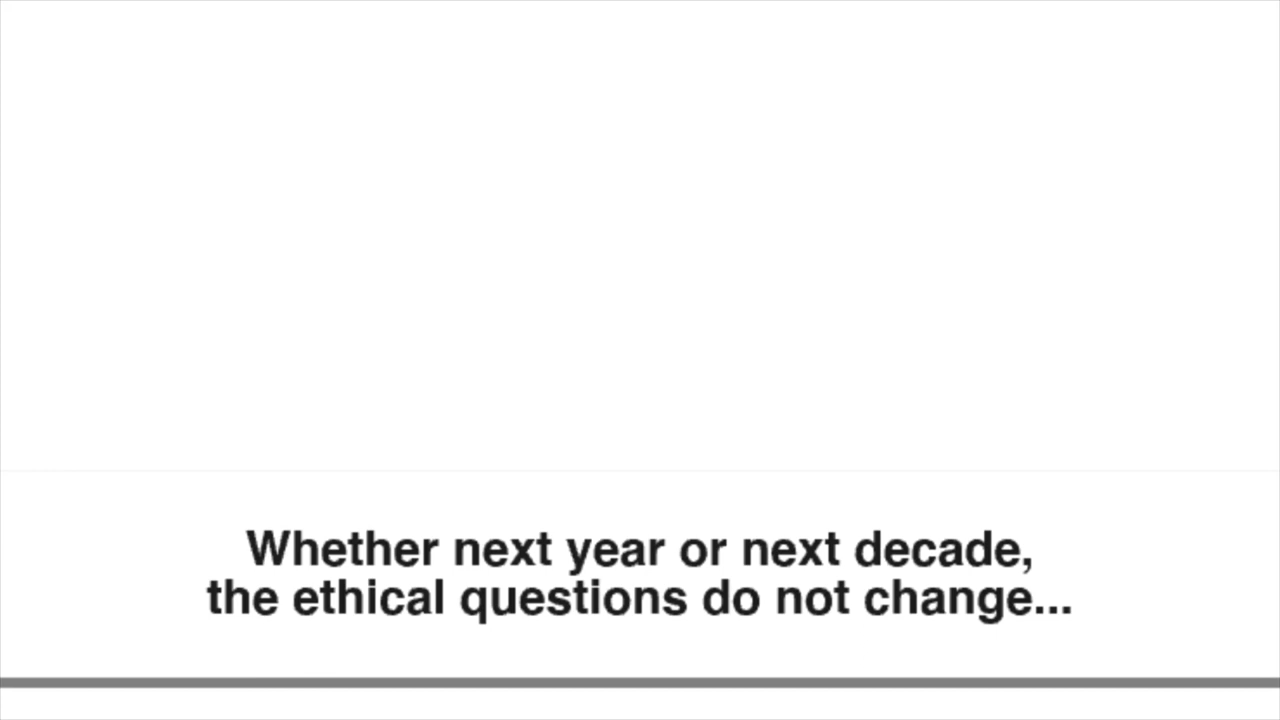 Whether next year or next decade,
the ethical questions do not change...